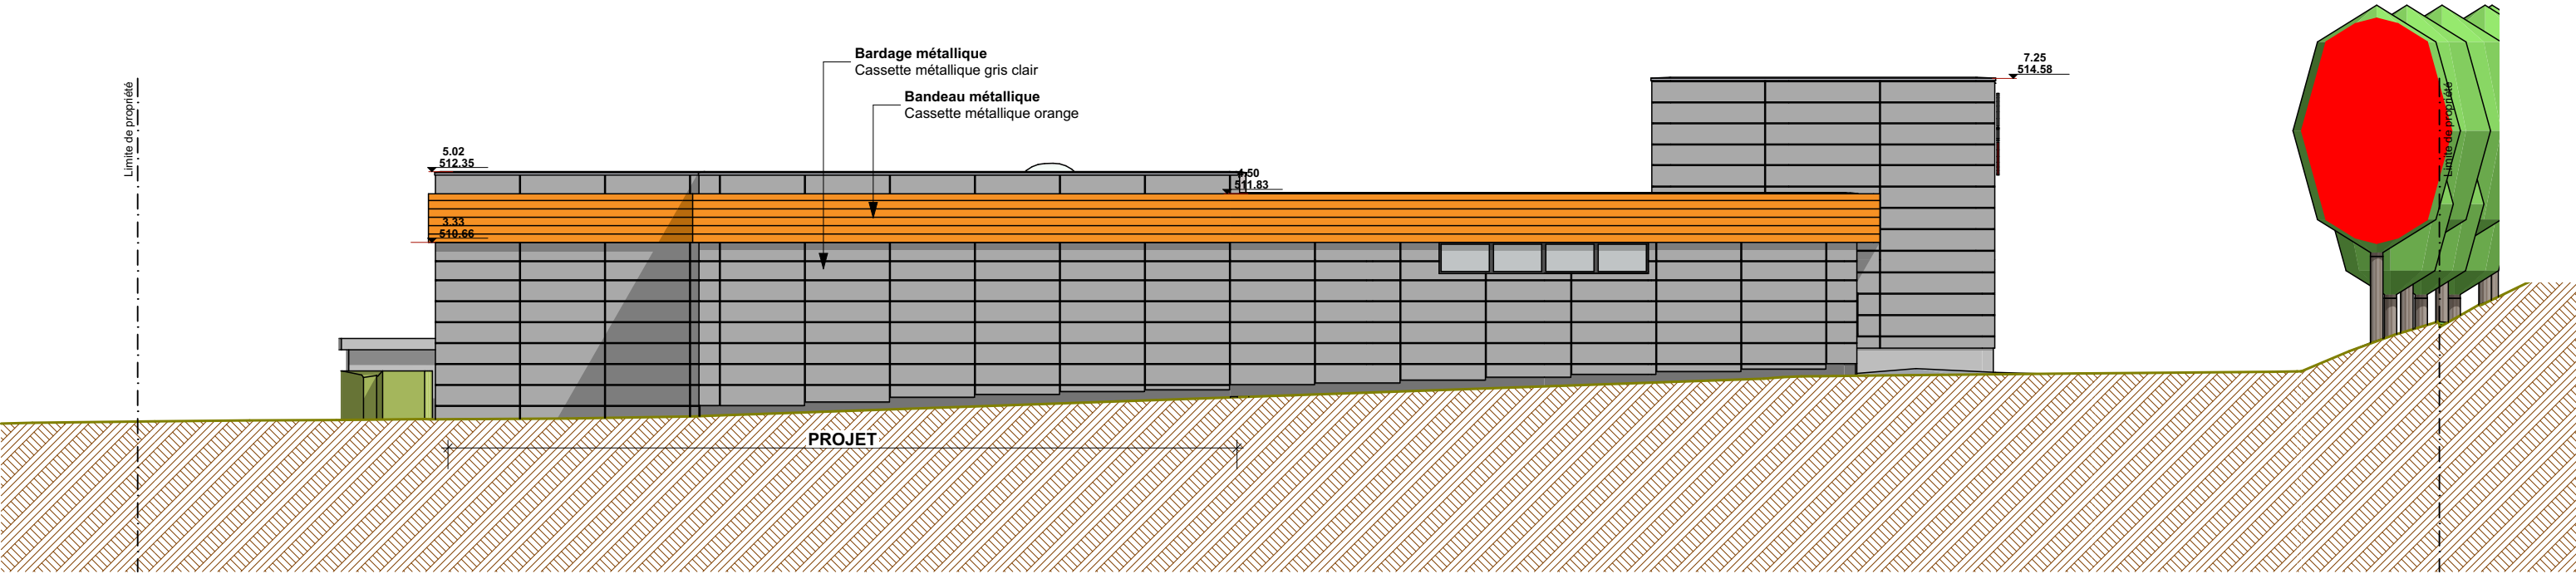 Bardage métallique
Cassette métallique gris clair
Bandeau métallique
Cassette métallique orange
7.25
514.58
Limite de propriété
Limite de propriété
5.02
512.35
4.50
511.83
3.33
510.66
PROJET